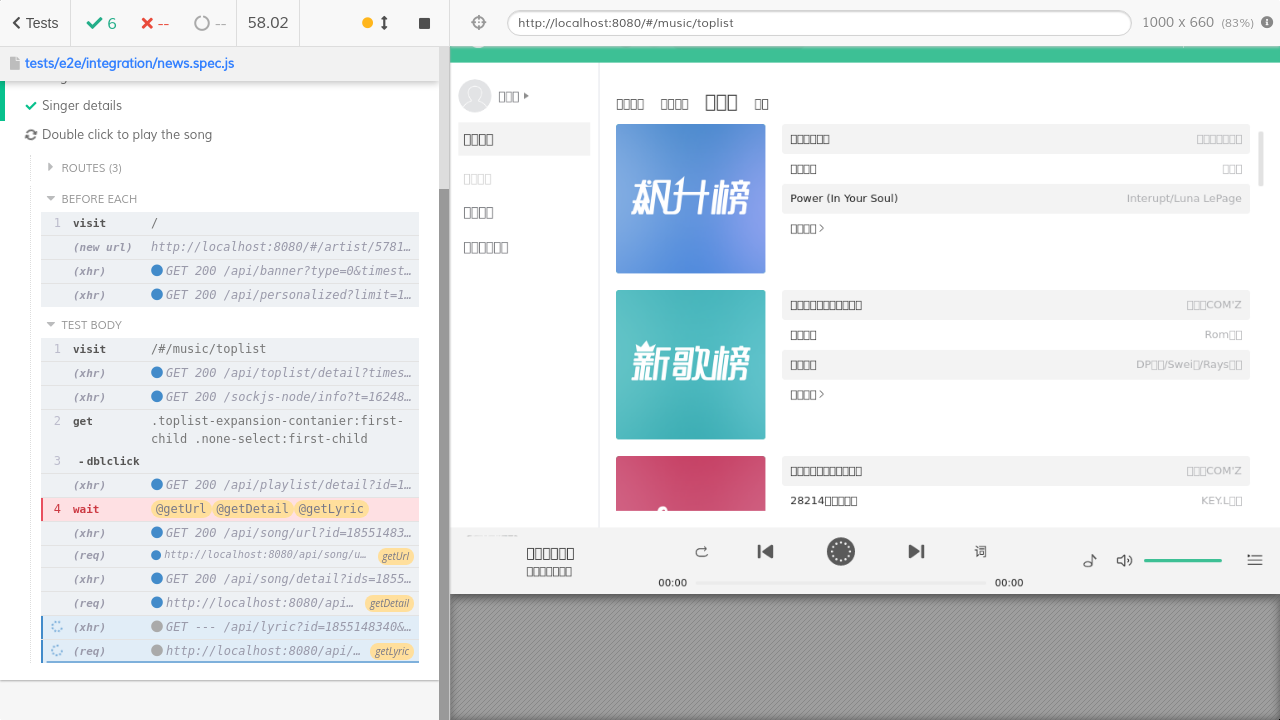 Tests
6
--
--
58.02
http://localhost:8080/#/music/toplist
1000 x 660 (83%)
tests/e2e/integration/news.spec.js
Singer details
Double click to play the song
ROUTES (3)
BEFORE EACH
1 visit /
(new url) http://localhost:8080/#/artist/5781…
(xhr) GET 200 /api/banner?type=0&timest…
(xhr) GET 200 /api/personalized?limit=1…
TEST BODY
1 visit /#/music/toplist
(xhr) GET 200 /api/toplist/detail?times…
(xhr) GET 200 /sockjs-node/info?t=16248…
2 get .toplist-expansion-contanier:first-
child .none-select:first-child
3 -dblclick
(xhr) GET 200 /api/playlist/detail?id=1…
4 wait @getUrl @getDetail @getLyric
(xhr) GET 200 /api/song/url?id=18551483…
(req) http://localhost:8080/api/song/u… getUrl
(xhr) GET 200 /api/song/detail?ids=1855…
(req) http://localhost:8080/api… getDetail
(xhr) GET --- /api/lyric?id=1855148340&…
(req) http://localhost:8080/api/… getLyric
飙升榜
Power (In Your Soul) Interupt/Luna LePage
新歌榜
COM'Z
Rom
DP /Swei /Rays
COM'Z
28214 KEY.L
词
00:00 00:00